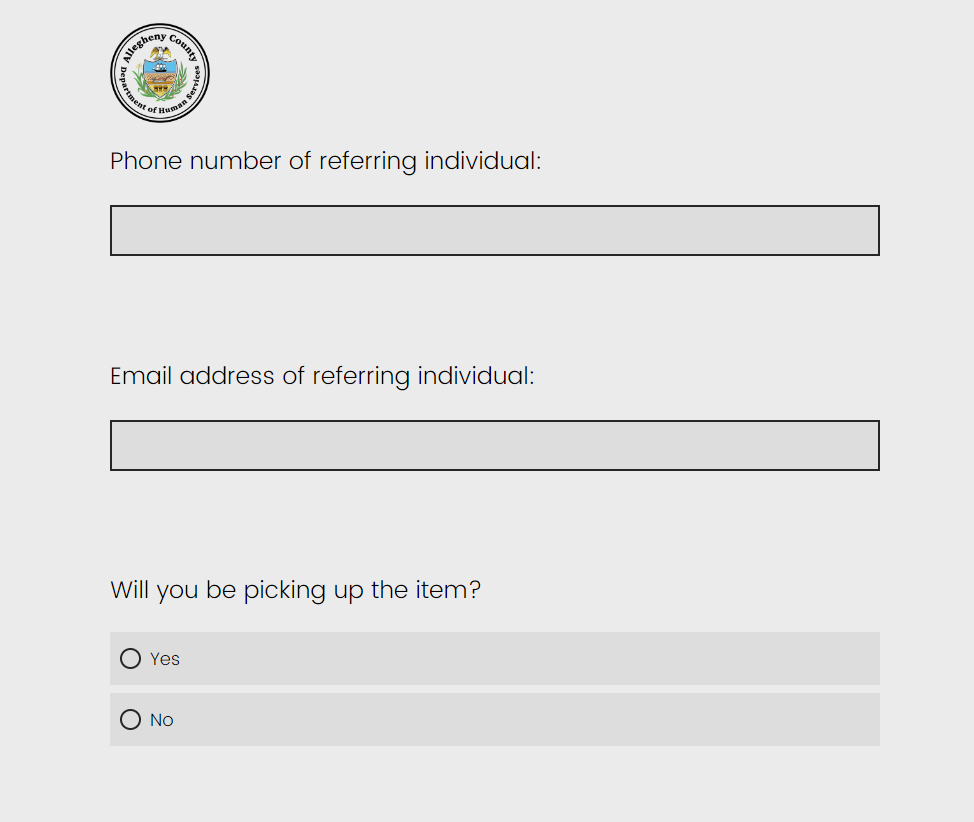 Allegheny County
Department of Human Services
Phone number of referring individual:
Email address of referring individual:
Will you be picking up the item?
Yes
No